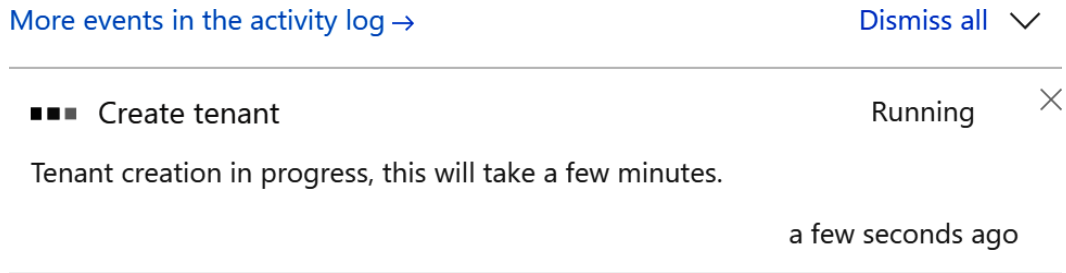 More events in the activity log →
Dismiss all
Create tenant
Running
Tenant creation in progress, this will take a few minutes.
a few seconds ago